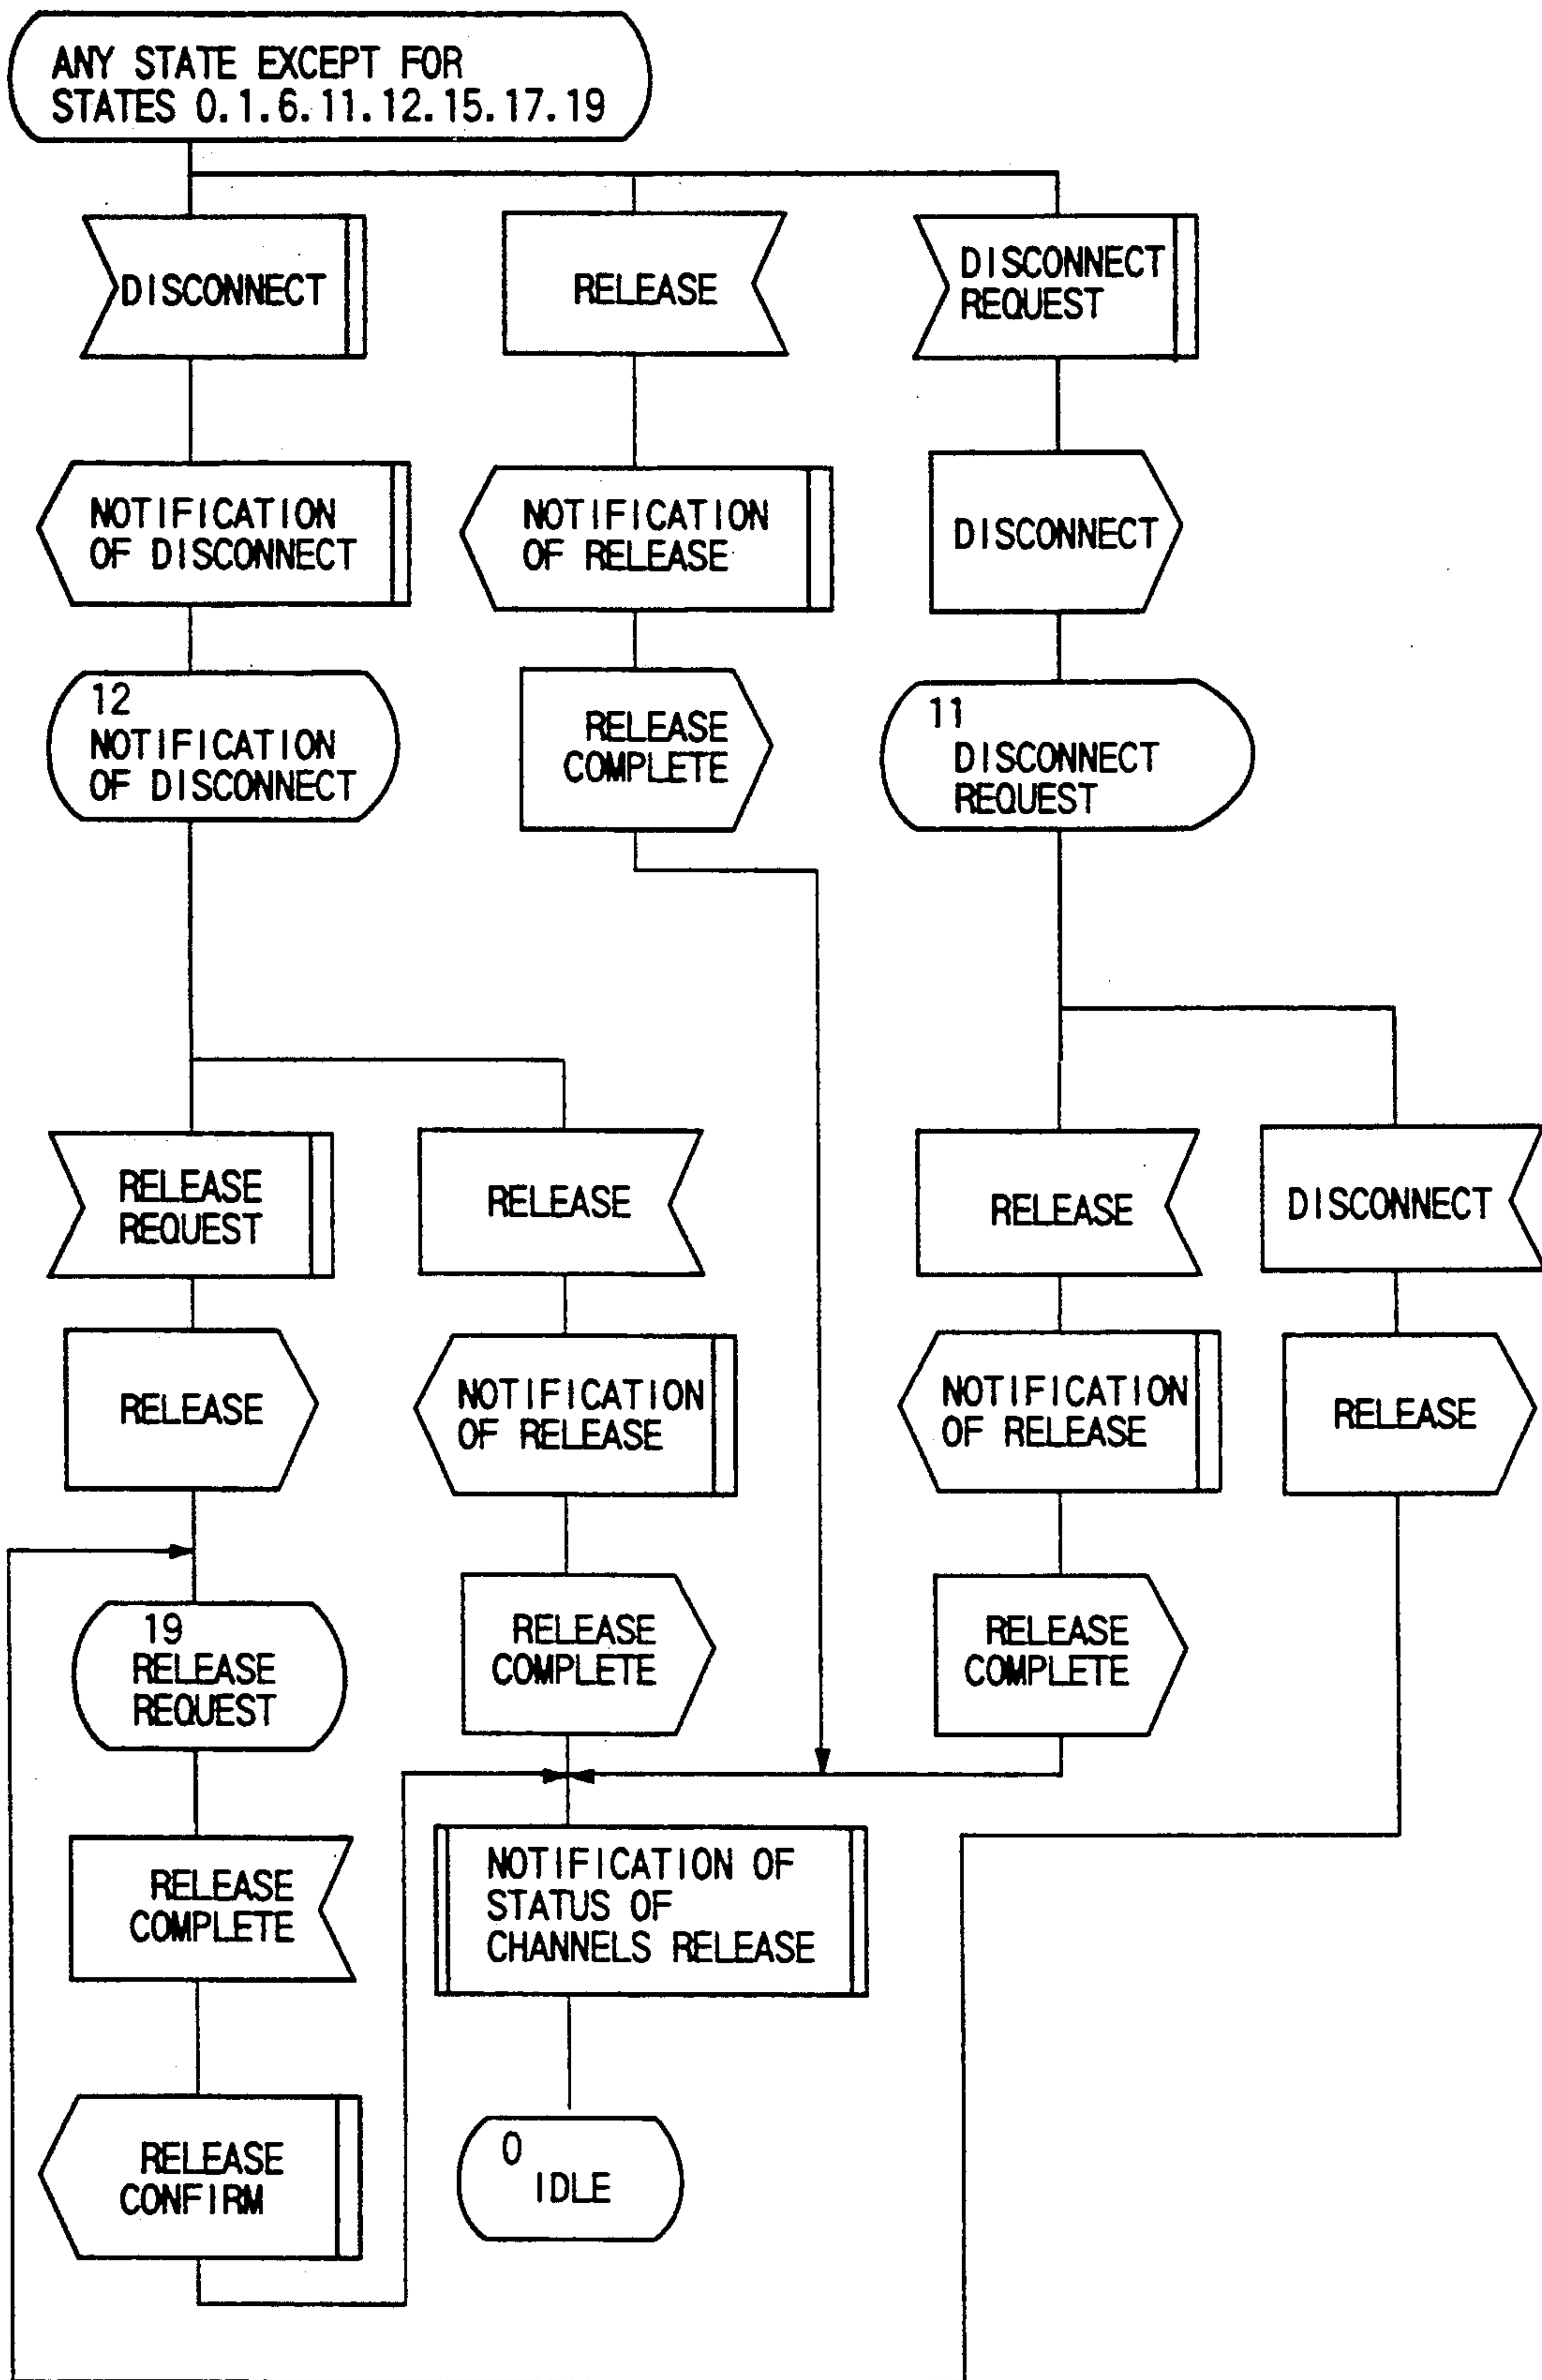 ANY STATE EXCEPT FOR
STATES 0.1.6.11.12.15.17.19
DISCONNECT
RELEASE
DISCONNECT
REQUEST
NOTIFICATION
OF DISCONNECT
NOTIFICATION
OF RELEASE
DISCONNECT
12
NOTIFICATION
OF DISCONNECT
RELEASE
COMPLETE
11
DISCONNECT
REQUEST
RELEASE
REQUEST
RELEASE
RELEASE
DISCONNECT
RELEASE
NOTIFICATION
OF RELEASE
NOTIFICATION
OF RELEASE
RELEASE
19
RELEASE
REQUEST
RELEASE
COMPLETE
RELEASE
COMPLETE
RELEASE
COMPLETE
NOTIFICATION OF
STATUS OF
CHANNELS RELEASE
RELEASE
CONFIRM
0
IDLE